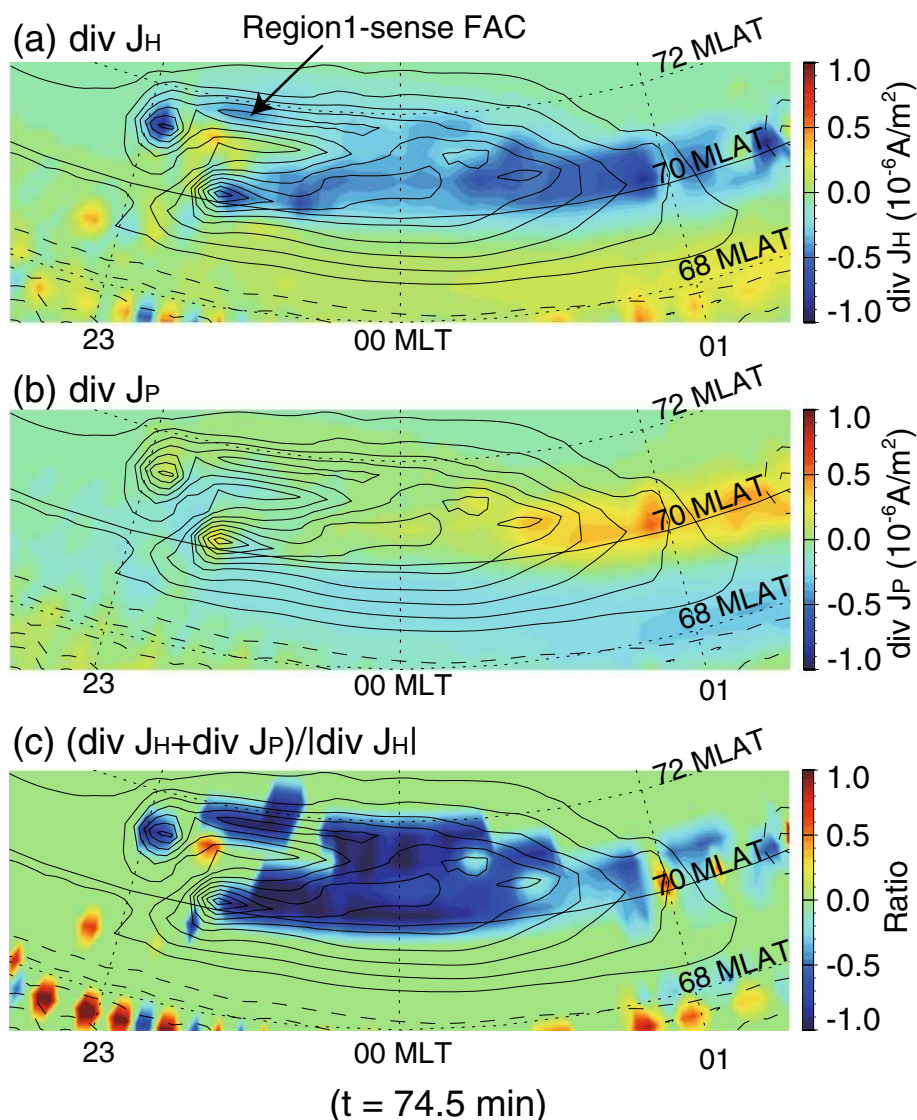 (a) div JH
Region1-sense FAC
72 MLAT
70 MLAT
68 MLAT
23
00 MLT
01
1.0
0.5
0.0
-0.5
-1.0
div JH (10-6A/m2)
(b) div JP
72 MLAT
70 MLAT
68 MLAT
23
00 MLT
01
1.0
0.5
0.0
-0.5
-1.0
div JP (10-6A/m2)
(c) (div JH+div JP)/|div JH|
72 MLAT
70 MLAT
68 MLAT
23
00 MLT
01
1.0
0.5
0.0
-0.5
-1.0
Ratio
(t = 74.5 min)